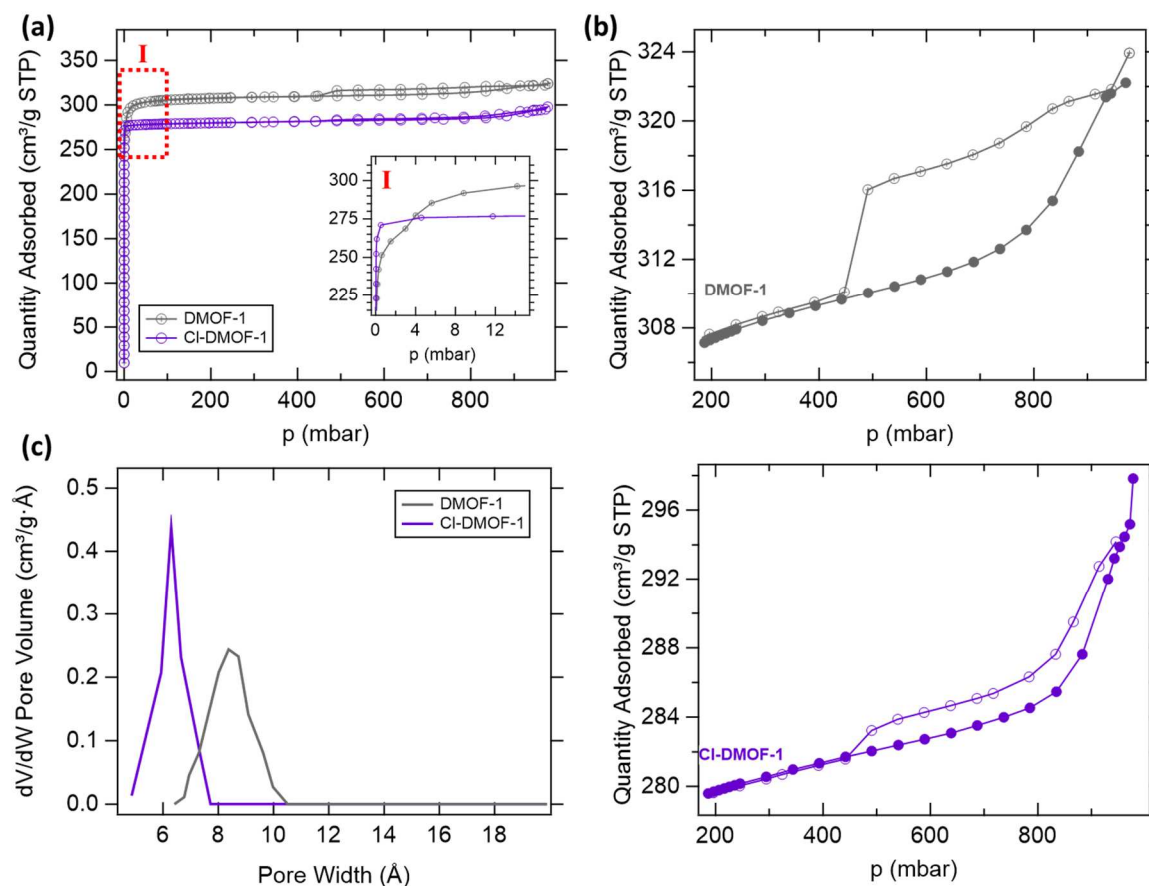 (a)
I
Quantity Adsorbed (cm³/g STP)
350
300
250
200
150
100
50
0
0 200 400 600 800
p (mbar)
DMOF-1
Cl-DMOF-1
I
300
275
250
225
0 4 8 12
p (mbar)
(b)
Quantity Adsorbed (cm³/g STP)
324
320
316
312
308
DMOF-1
200 400 600 800
p (mbar)
(c)
dV/dW Pore Volume (cm³/g·Å)
0.5
0.4
0.3
0.2
0.1
0.0
DMOF-1
Cl-DMOF-1
6 8 10 12 14 16 18
Pore Width (Å)
Quantity Adsorbed (cm³/g STP)
296
292
288
284
280
Cl-DMOF-1
200 400 600 800
p (mbar)